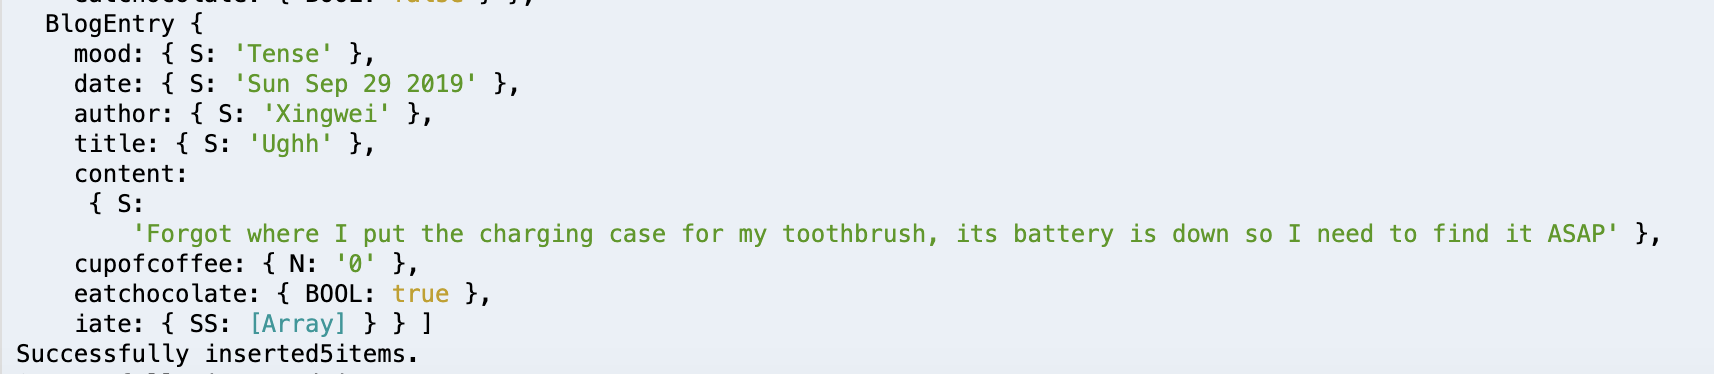 BlogEntry {
mood: { S: 'Tense' },
date: { S: 'Sun Sep 29 2019' },
author: { S: 'Xingwei' },
title: { S: 'Ughh' },
content:
{ S:
'Forgot where I put the charging case for my toothbrush, its battery is down so I need to find it ASAP' },
cupofcoffee: { N: '0' },
eatchocolate: { BOOL: true },
iate: { SS: [Array] } } ]
Successfully inserted5items.